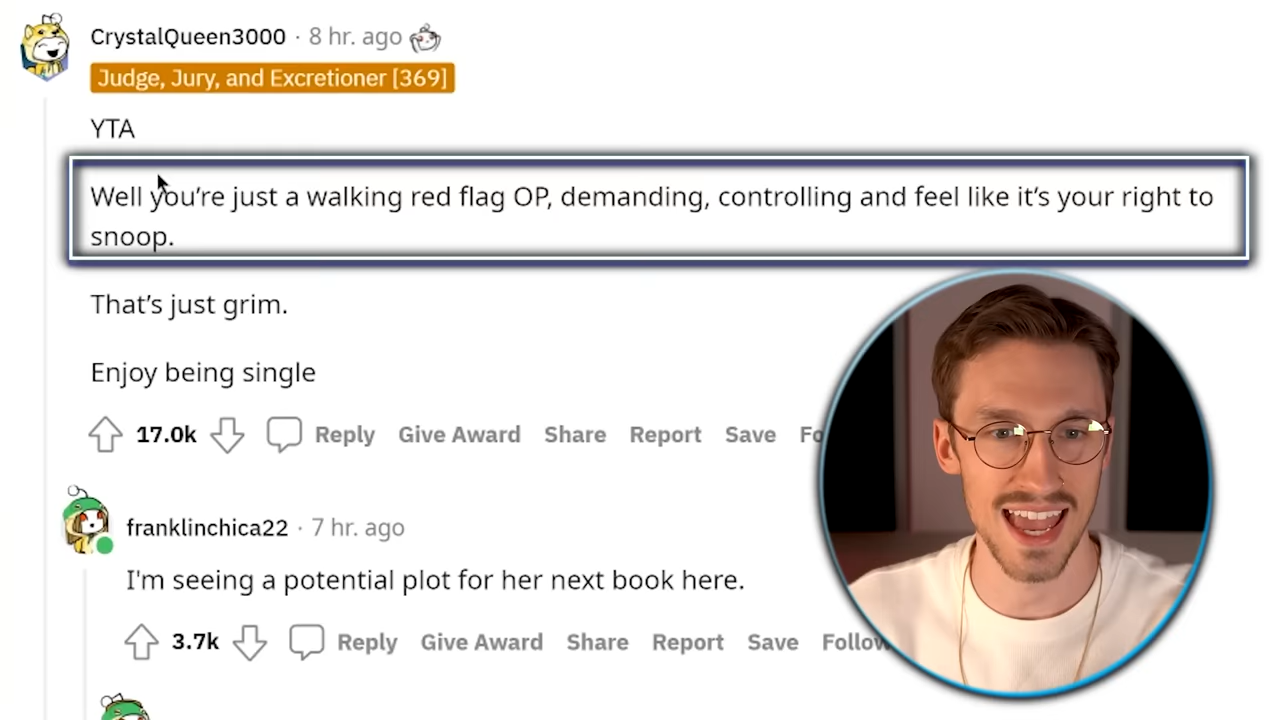 CrystalQueen3000 · 8 hr. ago
Judge, Jury, and Excretioner [369]
YTA
Well you're just a walking red flag OP, demanding, controlling and feel like it's your right to
snoop.
That's just grim.
Enjoy being single
17.0k Reply Give Award Share Report Save Fo
franklinchica22 · 7 hr. ago
I'm seeing a potential plot for her next book here.
3.7k Reply Give Award Share Report Save Follow